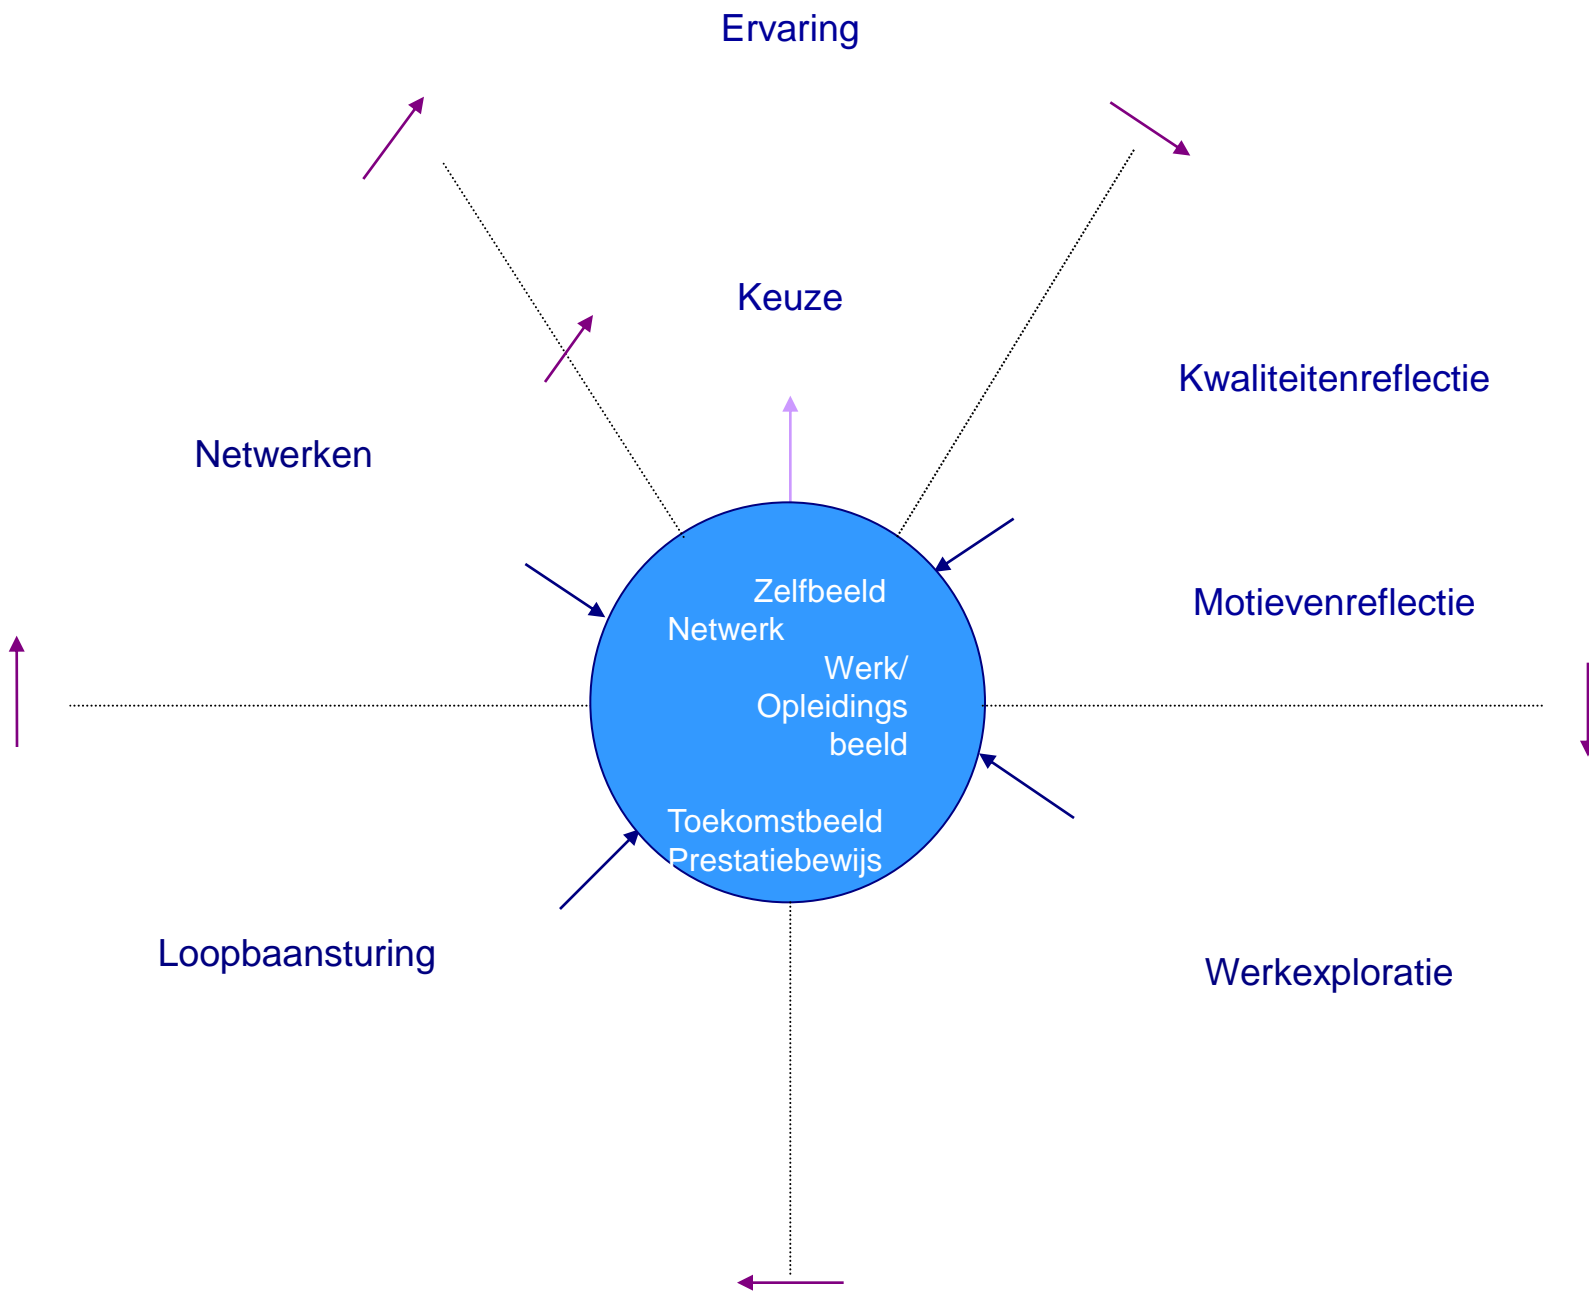 Ervaring
Keuze
Kwaliteitenreflectie
Netwerken
Zelfbeeld
Netwerk
Motievenreflectie
Werk/
Opleidings
beeld
Toekomstbeeld
Prestatiebewijs
Loopbaansturing
Werkexploratie